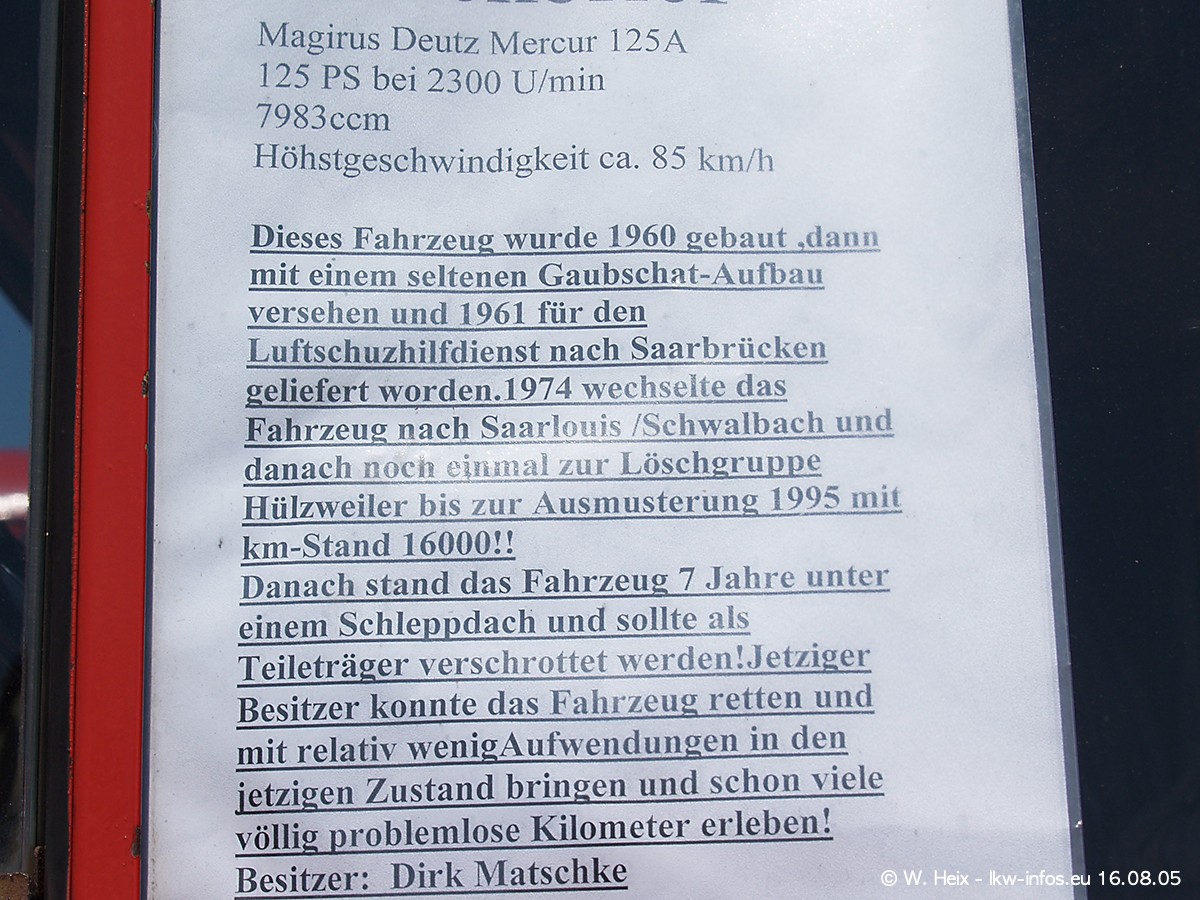 Magirus Deutz Mercur 125A
125 PS bei 2300 U/min
7983ccm
Höhstgeschwindigkeit ca. 85 km/h
Dieses Fahrzeug wurde 1960 gebaut ,dann
mit einem seltenen Gaubschat-Aufbau
versehen und 1961 für den
Luftschuzhilfdienst nach Saarbrücken
geliefert worden.1974 wechselte das
Fahrzeug nach Saarlouis /Schwalbach und
danach noch einmal zur Löschgruppe
Hülzweiler bis zur Ausmusterung 1995 mit
km-Stand 16000!!
Danach stand das Fahrzeug 7 Jahre unter
einem Schleppdach und sollte als
Teileträger verschrottet werden!Jetziger
Besitzer konnte das Fahrzeug retten und
mit relativ wenigAufwendungen in den
jetzigen Zustand bringen und schon viele
völlig problemlose Kilometer erleben!
Besitzer: Dirk Matschke
© W. Heix - lkw-infos.eu 16.08.05